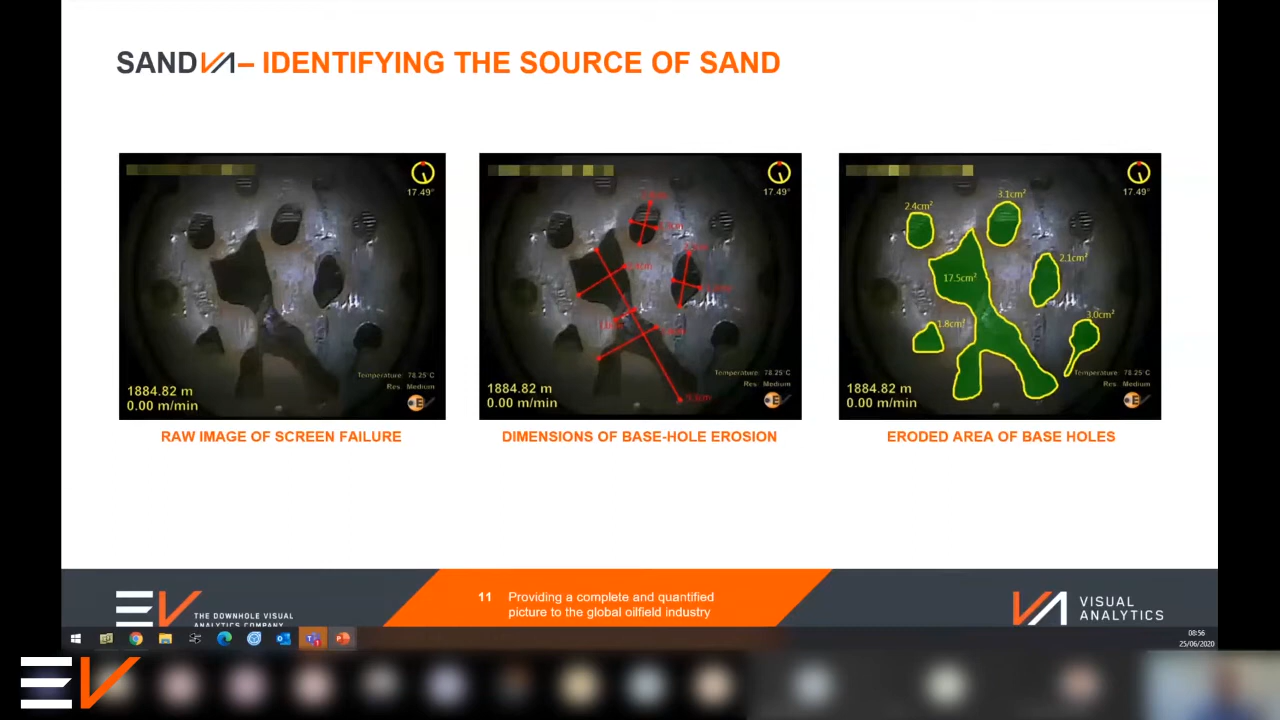 SANDVA – IDENTIFYING THE SOURCE OF SAND
17.49°
1884.82 m
0.00 m/min
Temperature: 78.25°C
Res: Medium
RAW IMAGE OF SCREEN FAILURE
17.49°
1884.82 m
0.00 m/min
Temperature: 78.25°C
Res: Medium
DIMENSIONS OF BASE-HOLE EROSION
17.49°
2.4cm²
3.1cm²
17.5cm²
2.1cm²
1.8cm²
3.0cm²
1884.82 m
0.00 m/min
Temperature: 78.25°C
Res: Medium
ERODED AREA OF BASE HOLES
EV
THE DOWNHOLE VISUAL
ANALYTICS COMPANY
11
Providing a complete and quantified
picture to the global oilfield industry
VA
VISUAL
ANALYTICS
08:56
25/06/2020
EV